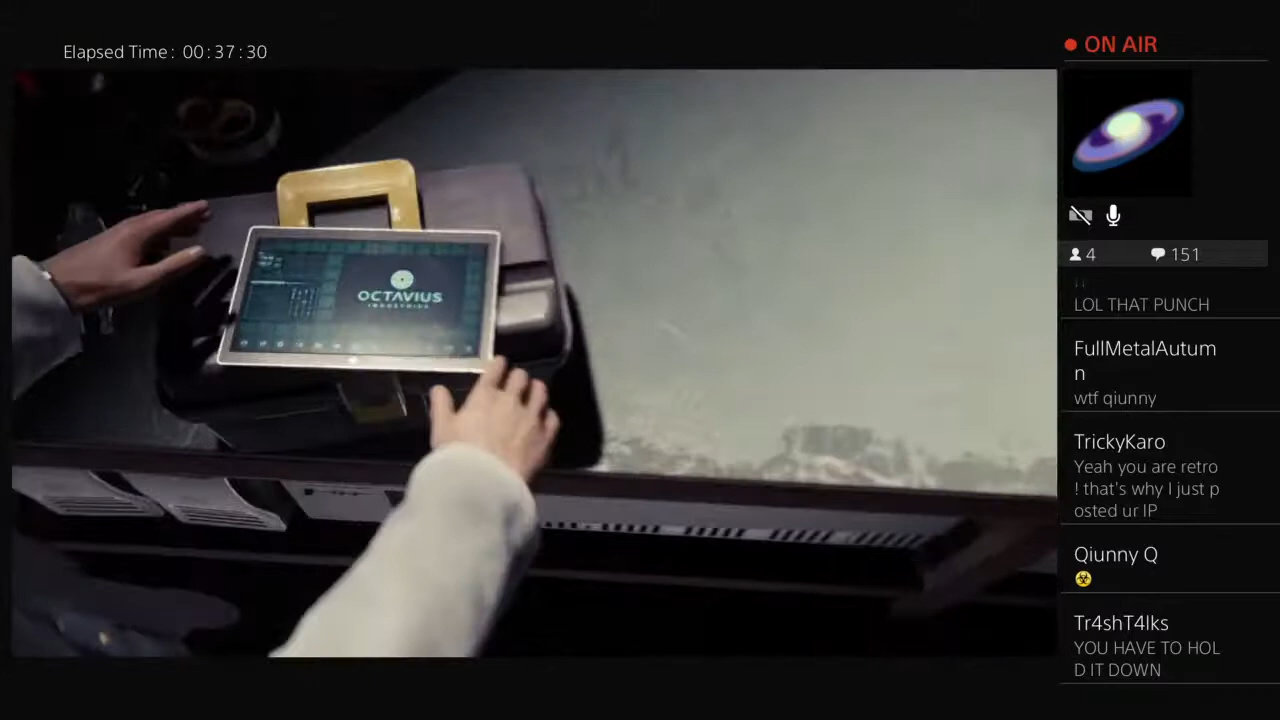 Elapsed Time: 00:37:30
ON AIR
OCTAVIUS
INDUSTRIES
4
151
LOL THAT PUNCH
FullMetalAutum
n
wtf qiunny
TrickyKaro
Yeah you are retro
! that's why I just p
osted ur IP
Qiunny Q
Tr4shT4lks
YOU HAVE TO HOL
D IT DOWN